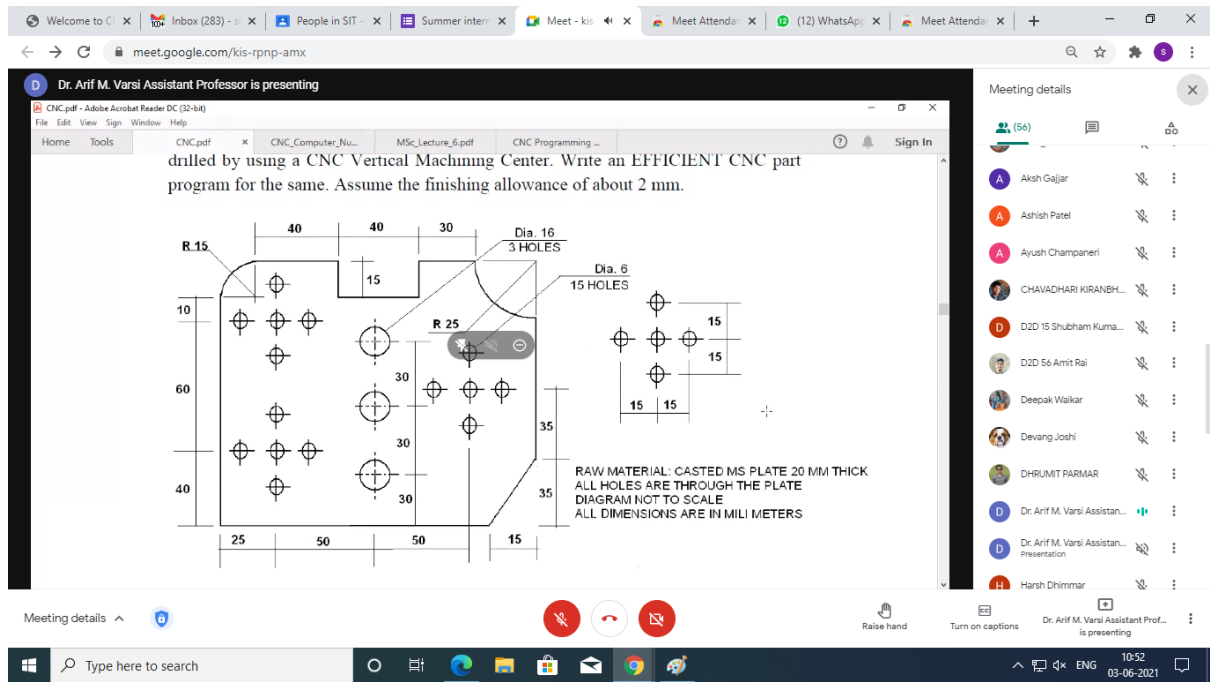 Welcome to Cl
Inbox (283) - s
People in SIT -
Summer intern
Meet - kis
Meet Attendan
(12) WhatsApp
Meet Attendan
meet.google.com/kis-rpnp-amx
S
D
Dr. Arif M. Varsi Assistant Professor is presenting
CNC.pdf - Adobe Acrobat Reader DC (32-bit)
File Edit View Sign Window Help
Home Tools CNC.pdf CNC_Computer_Nu... MSc_Lecture_6.pdf CNC Programming ... Sign In
drilled by using a CNC Vertical Machining Center. Write an EFFICIENT CNC part
program for the same. Assume the finishing allowance of about 2 mm.
40 40 30
Dia. 16
3 HOLES
R 15
Dia. 6
15 HOLES
15
10
R 25
15
15
30
60
15 15
35
30
40
30
35
RAW MATERIAL: CASTED MS PLATE 20 MM THICK
ALL HOLES ARE THROUGH THE PLATE
DIAGRAM NOT TO SCALE
ALL DIMENSIONS ARE IN MILI METERS
25 50 50 15
Meeting details
(56)
A Aksh Gajjar
A Ashish Patel
A Ayush Champaneri
CHAVADHARI KIRANBH...
D2D 15 Shubham Kuma...
D2D 56 Amit Rai
Deepak Waikar
Devang Joshi
DHRUMIT PARMAR
D Dr. Arif M. Varsi Assistan...
D Dr. Arif M. Varsi Assistan...
Presentation
H Harsh Dhimmar
Meeting details
Raise hand
Turn on captions
Dr. Arif M. Varsi Assistant Prof...
is presenting
Type here to search
ENG
10:52
03-06-2021